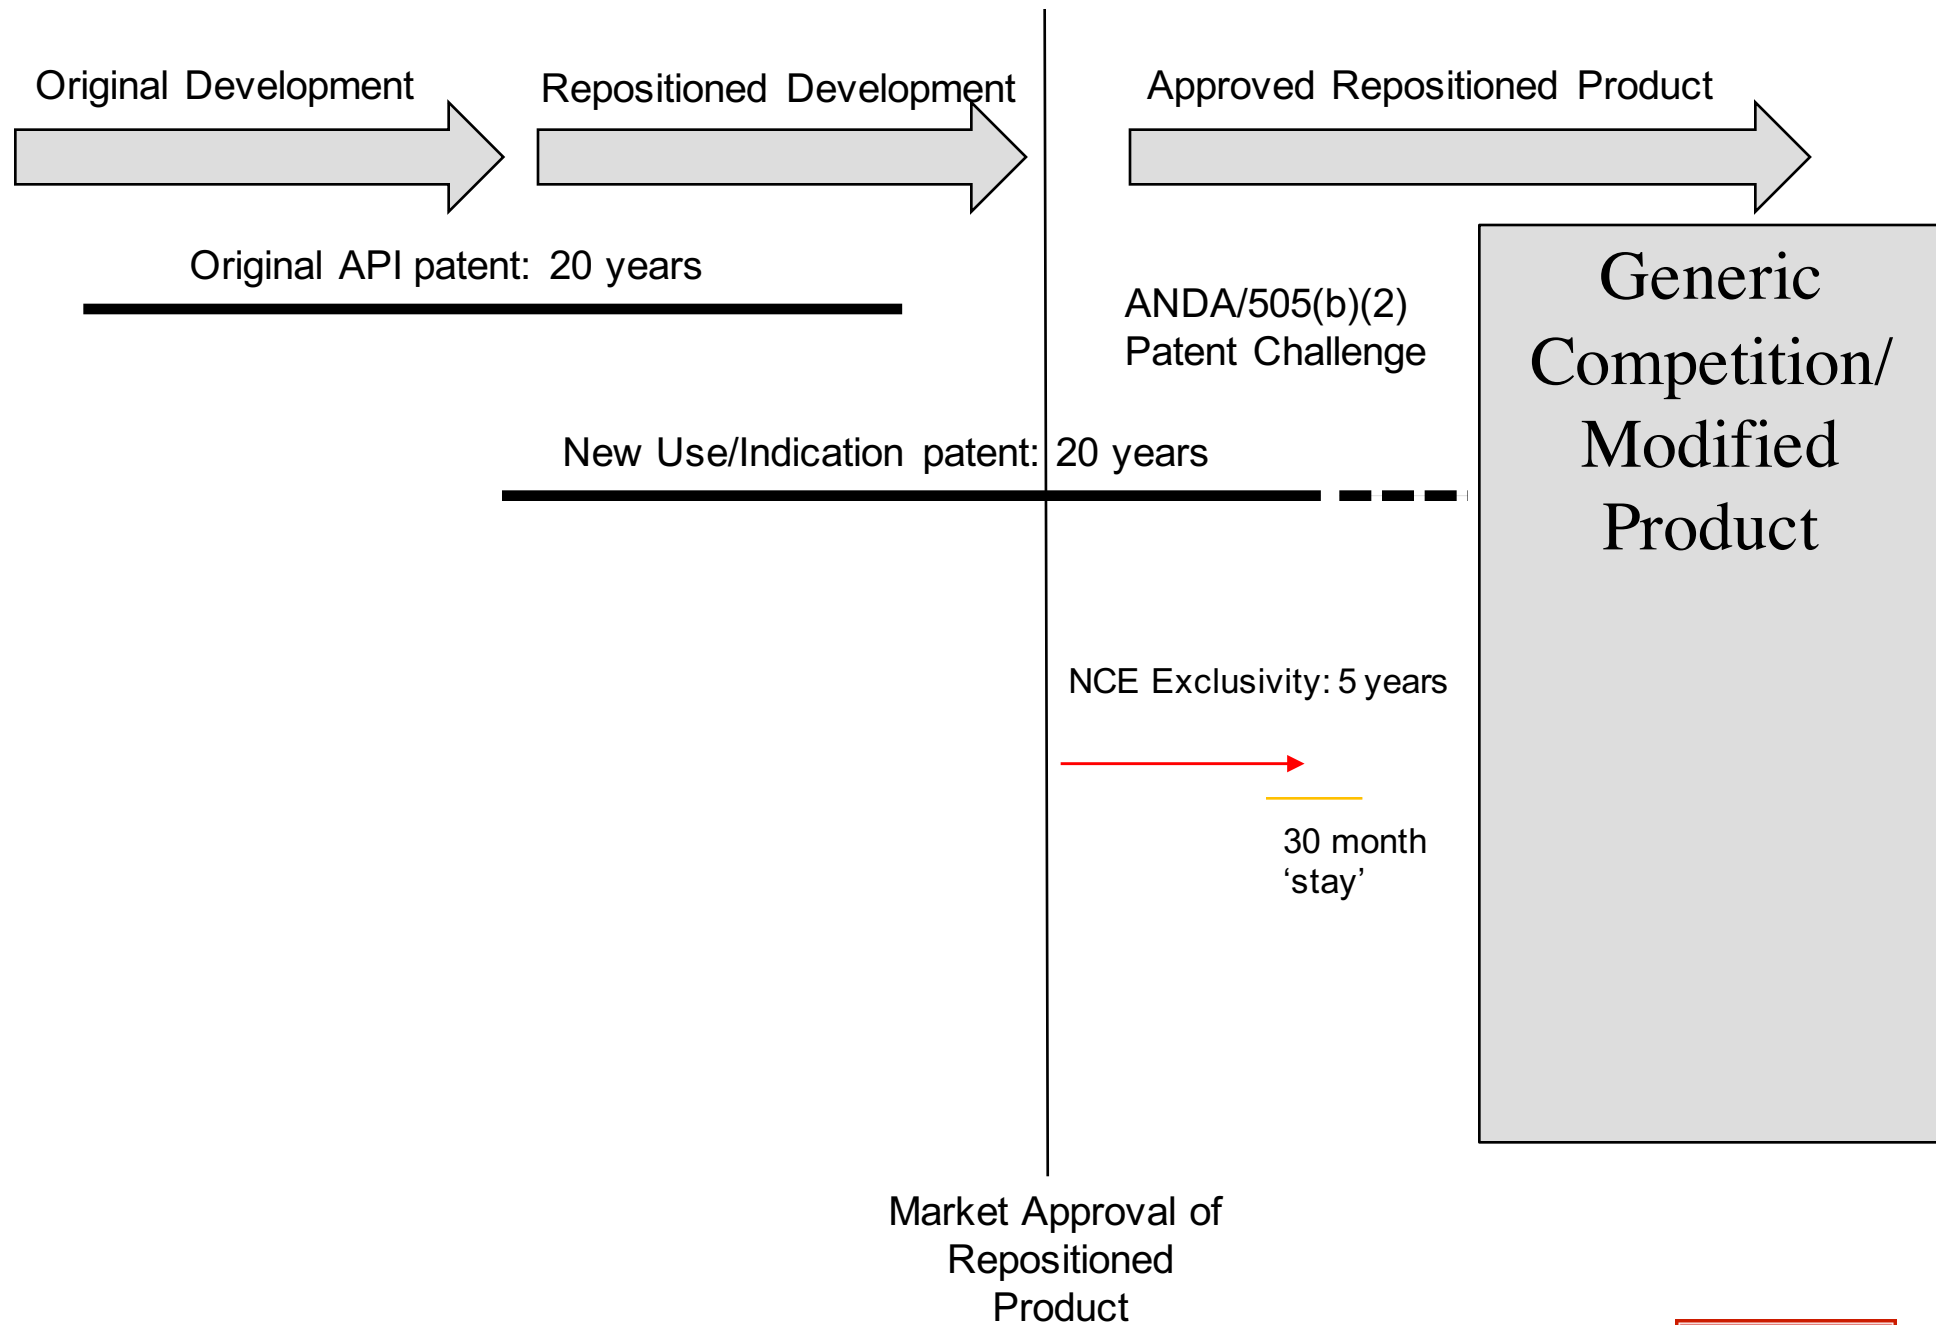 Original Development
Repositioned Development
Approved Repositioned Product
Original API patent: 20 years
ANDA/505(b)(2)
Patent Challenge
Generic
Competition/
Modified
Product
New Use/Indication patent: 20 years
NCE Exclusivity: 5 years
30 month
‘stay’
Market Approval of
Repositioned
Product